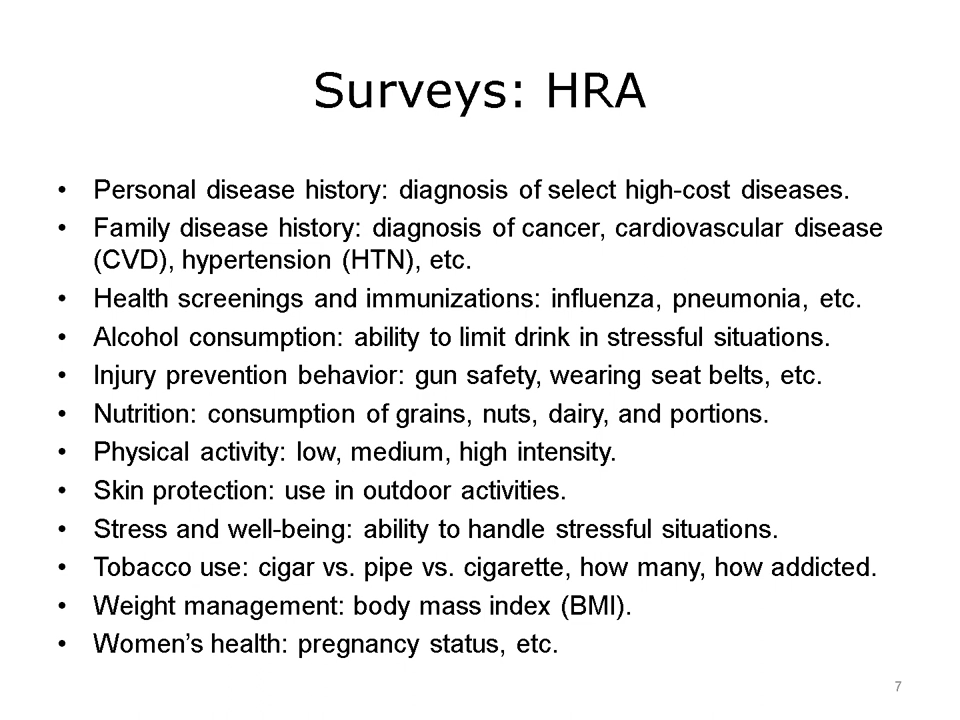 Surveys: HRA
• Personal disease history: diagnosis of select high-cost diseases.
• Family disease history: diagnosis of cancer, cardiovascular disease
(CVD), hypertension (HTN), etc.
• Health screenings and immunizations: influenza, pneumonia, etc.
• Alcohol consumption: ability to limit drink in stressful situations.
• Injury prevention behavior: gun safety, wearing seat belts, etc.
• Nutrition: consumption of grains, nuts, dairy, and portions.
• Physical activity: low, medium, high intensity.
• Skin protection: use in outdoor activities.
• Stress and well-being: ability to handle stressful situations.
• Tobacco use: cigar vs. pipe vs. cigarette, how many, how addicted.
• Weight management: body mass index (BMI).
• Women’s health: pregnancy status, etc.
7